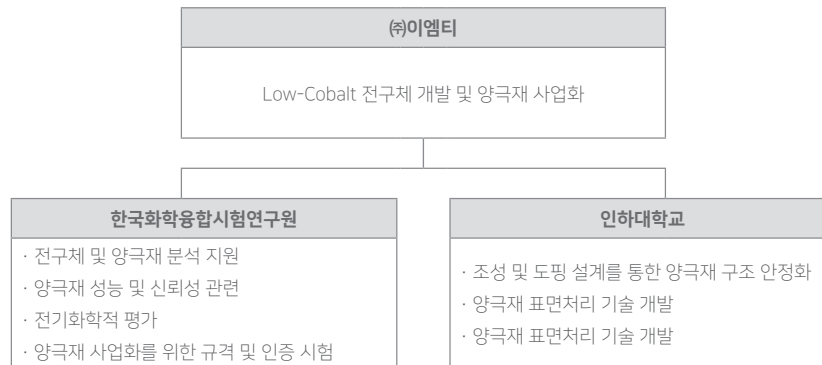 ㈜이엠티
Low-Cobalt 전구체 개발 및 양극재 사업화
한국화학융합시험연구원
· 전구체 및 양극재 분석 지원
· 양극재 성능 및 신뢰성 관련
· 전기화학적 평가
· 양극재 사업화를 위한 규격 및 인증 시험
인하대학교
· 조성 및 도핑 설계를 통한 양극재 구조 안정화
· 양극재 표면처리 기술 개발
· 양극재 표면처리 기술 개발